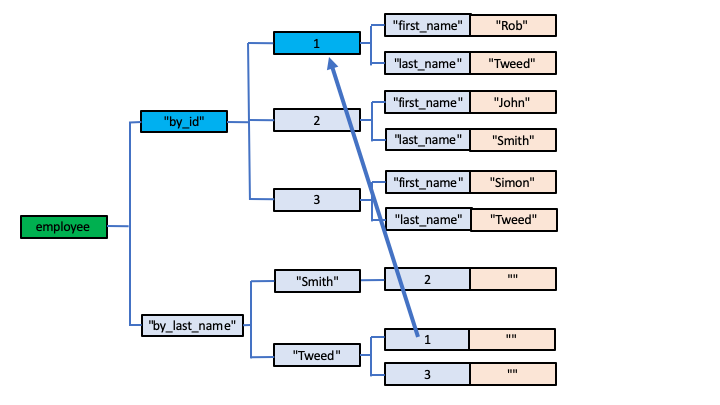 "first_name" "Rob"
1
"last_name" "Tweed"
"first_name" "John"
"by_id" 2
"last_name" "Smith"
"first_name" "Simon"
3
"last_name" "Tweed"
employee
"Smith" 2 ""
"by_last_name"
1 ""
"Tweed"
3 ""